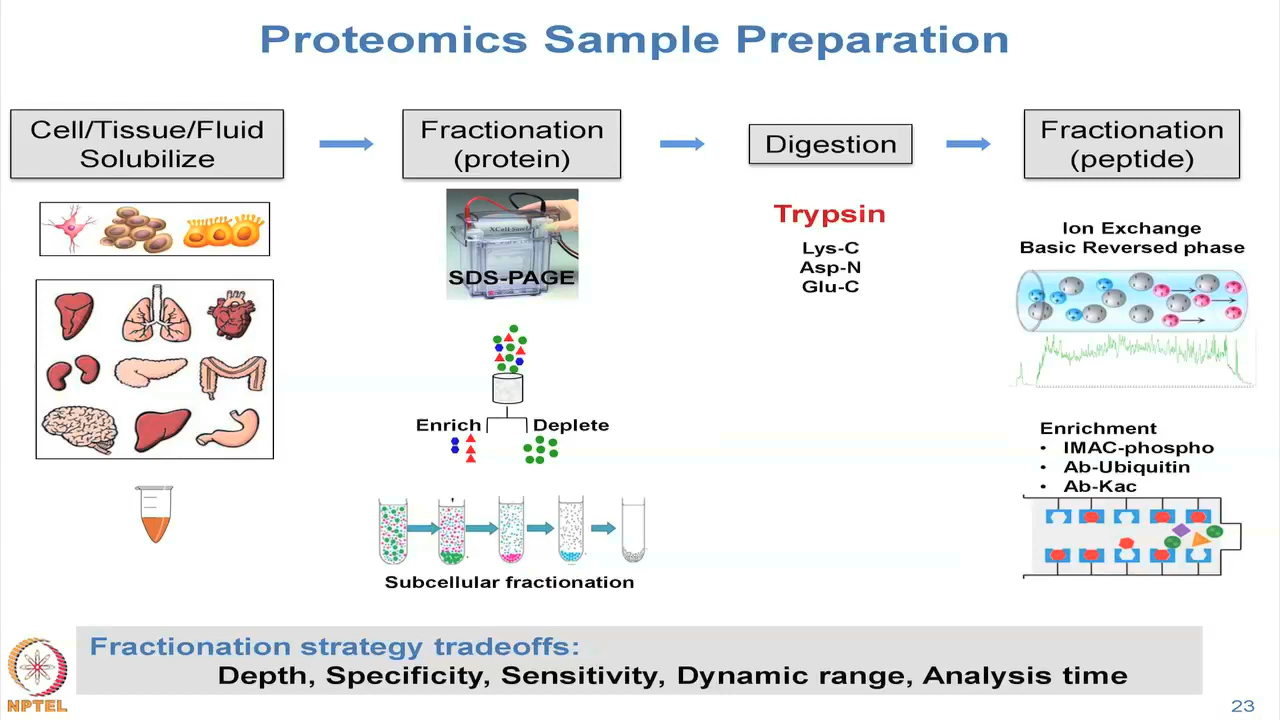 Proteomics Sample Preparation
Cell/Tissue/Fluid
Solubilize
Fractionation
(protein)
Digestion
Fractionation
(peptide)
SDS-PAGE
Enrich
Deplete
Subcellular fractionation
Trypsin
Lys-C
Asp-N
Glu-C
Ion Exchange
Basic Reversed phase
Enrichment
• IMAC-phospho
• Ab-Ubiquitin
• Ab-Kac
Fractionation strategy tradeoffs:
Depth, Specificity, Sensitivity, Dynamic range, Analysis time
NPTEL
23